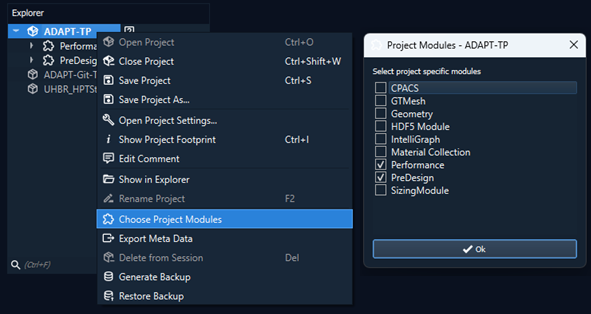 Explorer
ADAPT-TP
Performa
PreDesign
ADAPT-Git-T
UHBR_HPTSt
(Ctrl+F)
Open Project Ctrl+O
Close Project Ctrl+Shift+W
Save Project Ctrl+S
Save Project As...
Open Project Settings...
Show Project Footprint Ctrl+I
Edit Comment
Show in Explorer
Rename Project F2
Choose Project Modules
Export Meta Data
Delete from Session Del
Generate Backup
Restore Backup
Project Modules - ADAPT-TP
Select project specific modules
CPACS
GTMesh
Geometry
HDF5 Module
IntelliGraph
Material Collection
Performance
PreDesign
SizingModule
Ok